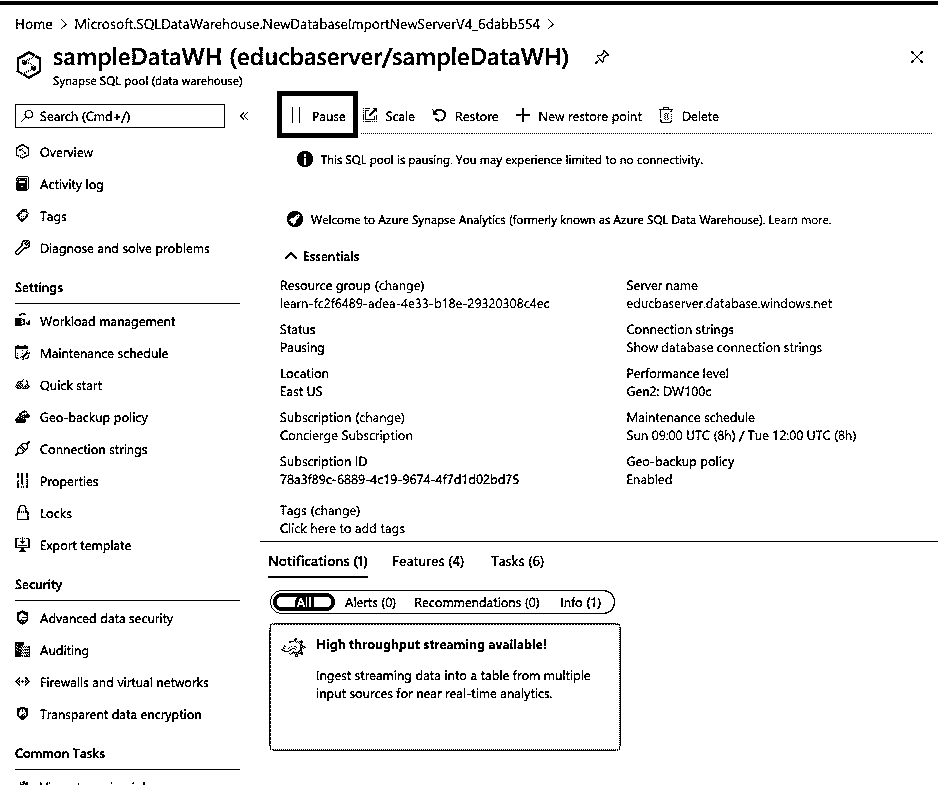 Home > Microsoft.SQLDataWarehouse.NewDatabaseImportNewServerV4_6dabb554 >
sampleDataWH (educbaserver/sampleDataWH)
Synapse SQL pool (data warehouse)
Search (Cmd+/)
«
Pause
Scale
Restore
New restore point
Delete
Overview
Activity log
Tags
Diagnose and solve problems
Settings
Workload management
Maintenance schedule
Quick start
Geo-backup policy
Connection strings
Properties
Locks
Export template
Security
Advanced data security
Auditing
Firewalls and virtual networks
Transparent data encryption
Common Tasks
This SQL pool is pausing. You may experience limited to no connectivity.
Welcome to Azure Synapse Analytics (formerly known as Azure SQL Data Warehouse). Learn more.
Essentials
Resource group (change)
learn-fc2f6489-adea-4e33-b18e-29320308c4ec
Status
Pausing
Location
East US
Subscription (change)
Concierge Subscription
Subscription ID
78a3f89c-6889-4c19-9674-4f7d1d02bd75
Tags (change)
Click here to add tags
Server name
educbaserver.database.windows.net
Connection strings
Show database connection strings
Performance level
Gen2: DW100c
Maintenance schedule
Sun 09:00 UTC (8h) / Tue 12:00 UTC (8h)
Geo-backup policy
Enabled
Notifications (1)
Features (4)
Tasks (6)
All
Alerts (0)
Recommendations (0)
Info (1)
High throughput streaming available!
Ingest streaming data into a table from multiple
input sources for near real-time analytics.